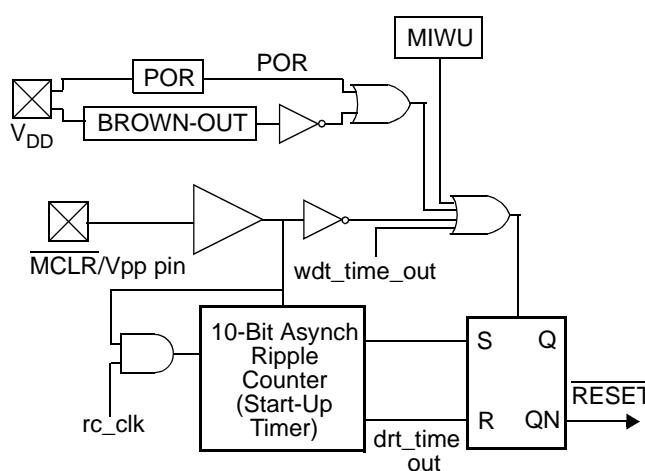 MIWU
POR
POR
BROWN-OUT
VDD
MCLR/Vpp pin
wdt_time_out
10-Bit Asynch
Ripple
Counter
(Start-Up
Timer)
rc_clk
S Q
R QN
RESET
drt_time
out